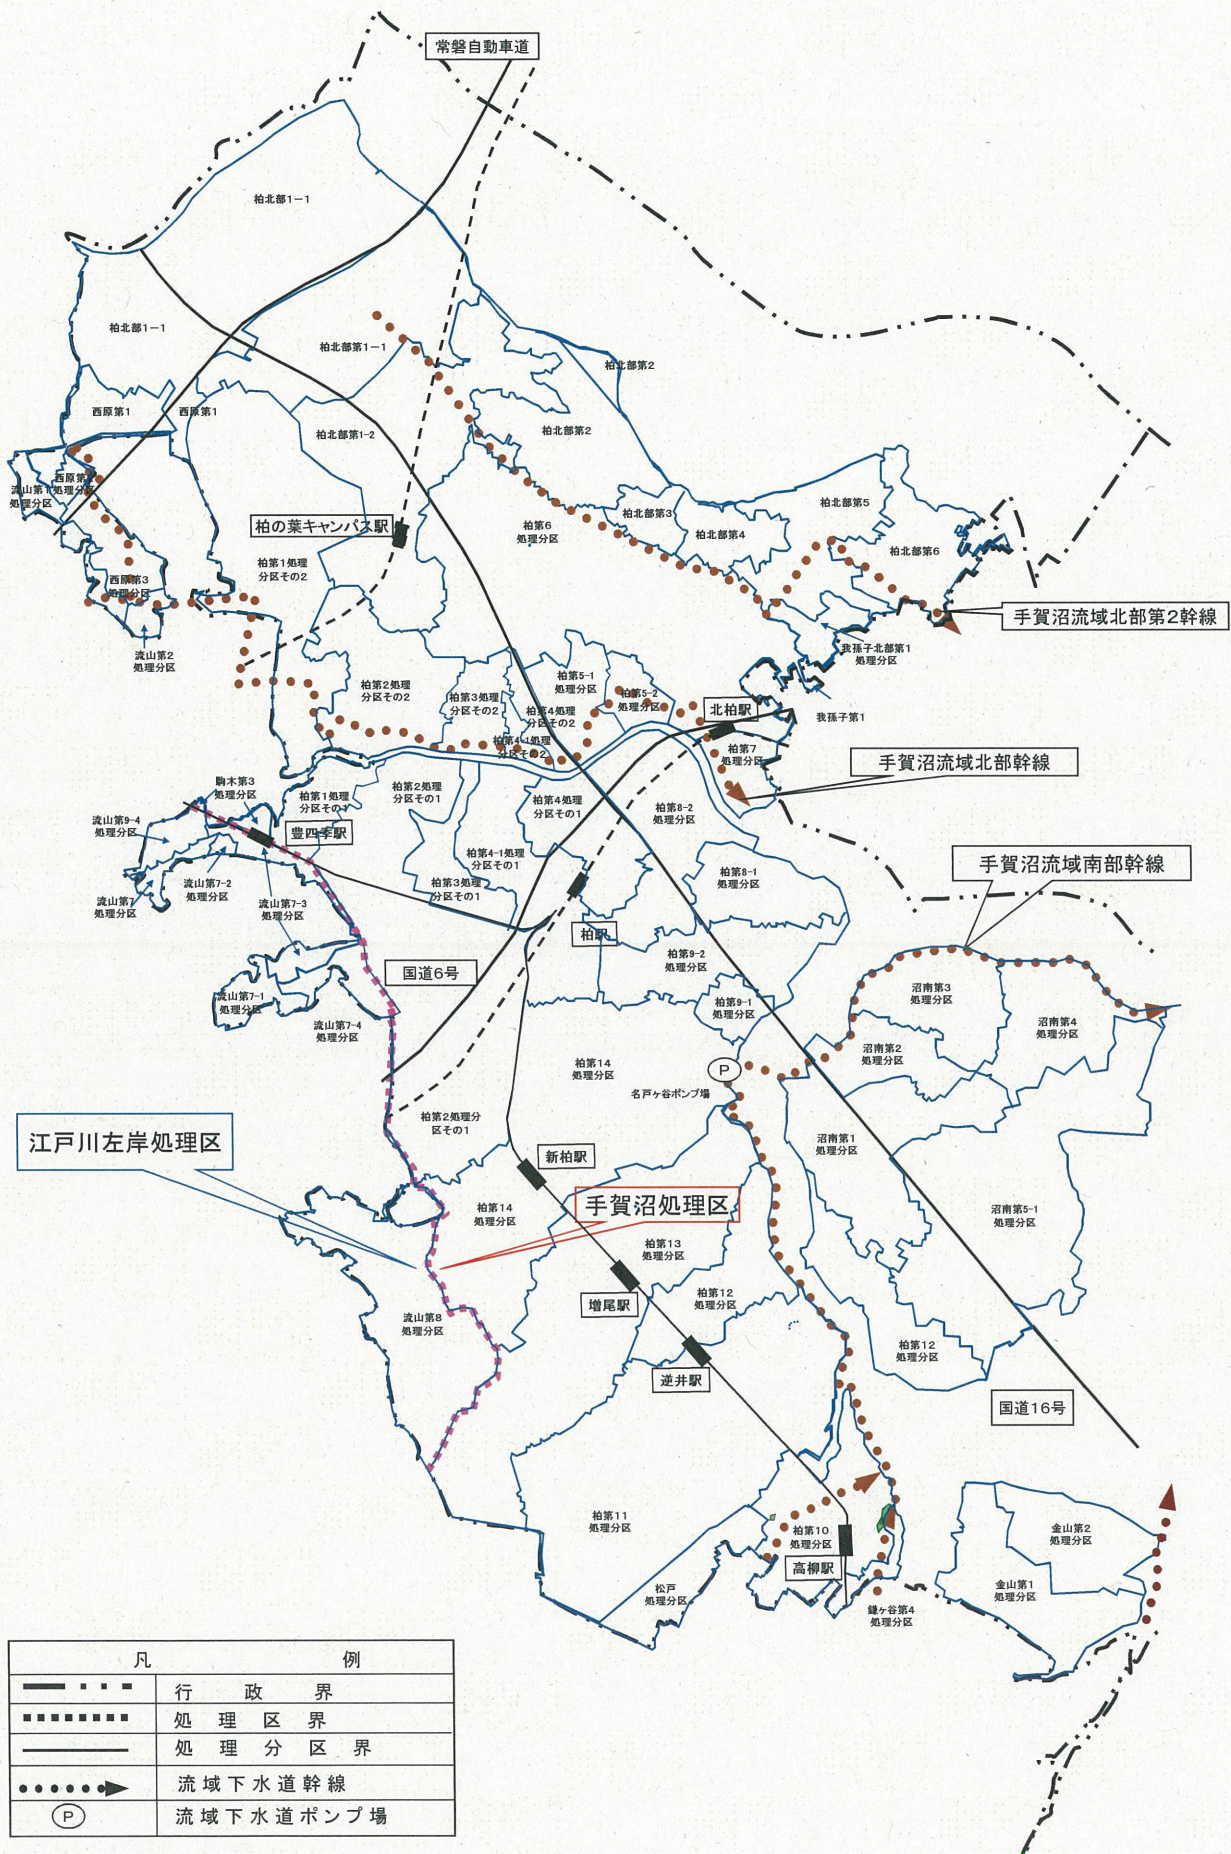 常磐自動車道
柏北部1－1
柏北部1－1
柏北部第1－1
柏北部第2
西原第1
西原第1
柏北部第1-2
柏北部第2
西原第2
処理分区
流山第1
処理分区
柏の葉キャンパス駅
柏第6
処理分区
柏北部第3
柏北部第4
柏北部第5
柏北部第6
柏第1処理
分区その2
西原第3
処理分区
手賀沼流域北部第2幹線
流山第2
処理分区
我孫子北部第1
処理分区
柏第2処理
分区その2
柏第3処理
分区その2
柏第4処理
分区その2
柏第5-1
処理分区
柏第5-2
処理分区
北柏駅
我孫子第1
柏第4-1処理
分区その2
柏第7
処理分区
手賀沼流域北部幹線
駒木第3
処理分区
柏第1処理
分区その1
柏第2処理
分区その1
柏第4処理
分区その1
柏第8-2
処理分区
流山第9-4
処理分区
豊四季駅
柏第4-1処理
分区その1
手賀沼流域南部幹線
流山第7-2
処理分区
柏第3処理
分区その1
柏第8-1
処理分区
流山第7
処理分区
流山第7-3
処理分区
柏駅
国道6号
柏第9-2
処理分区
流山第7-1
処理分区
流山第7-4
処理分区
柏第9-1
処理分区
沼南第3
処理分区
沼南第4
処理分区
沼南第2
処理分区
柏第14
処理分区
P
名戸ヶ谷ポンプ場
柏第2処理分
区その1
江戸川左岸処理区
沼南第1
処理分区
新柏駅
手賀沼処理区
柏第14
処理分区
沼南第5-1
処理分区
柏第13
処理分区
増尾駅
柏第12
処理分区
流山第8
処理分区
柏第12
処理分区
逆井駅
国道16号
柏第11
処理分区
柏第10
処理分区
高柳駅
金山第2
処理分区
松戸
処理分区
鎌ヶ谷第4
処理分区
金山第1
処理分区
凡例
行政界
処理区界
処理分区界
流域下水道幹線
P 流域下水道ポンプ場